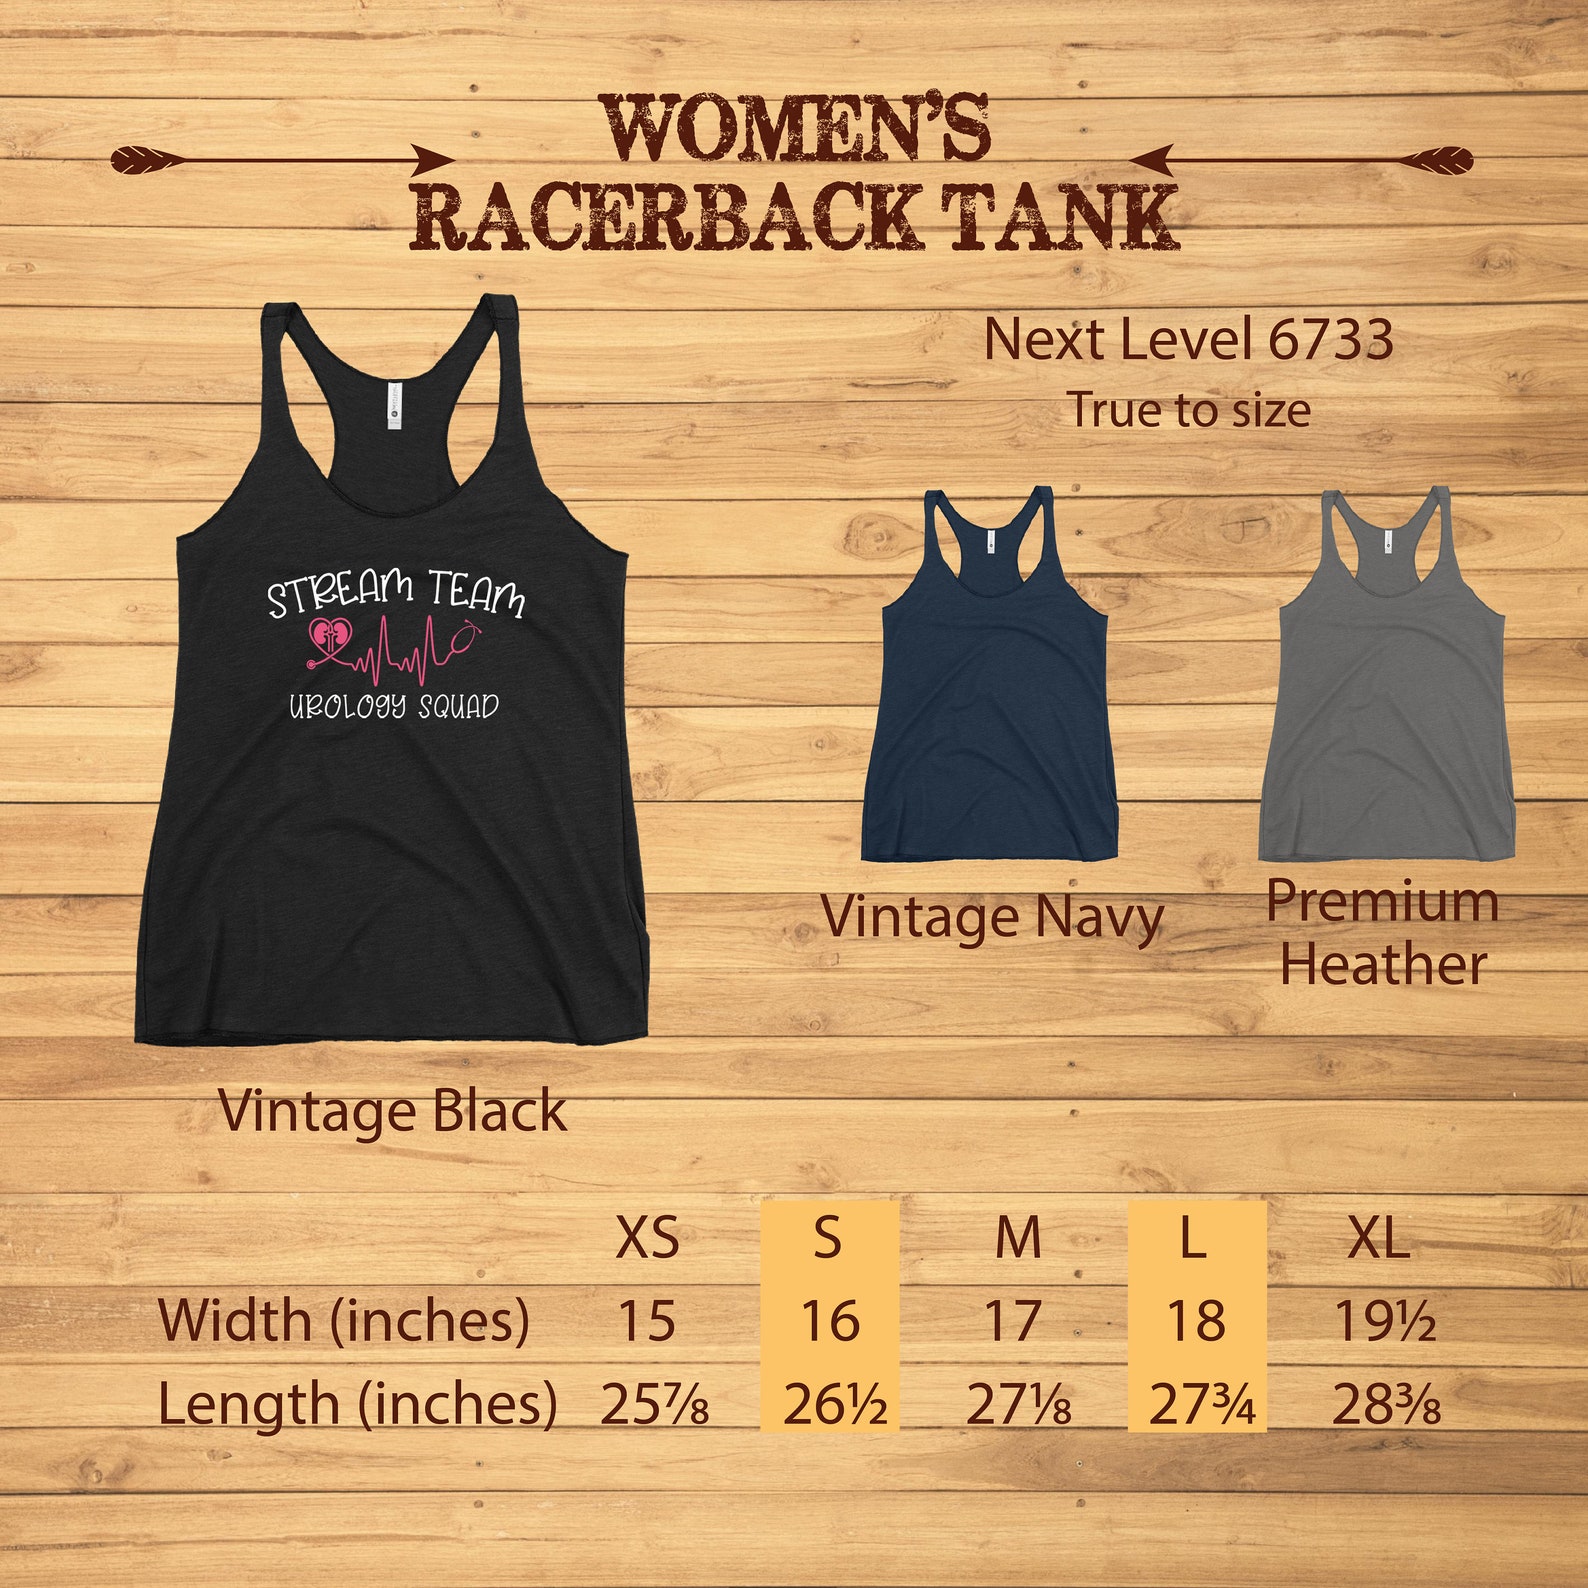 WOMEN'S
RACERBACK TANK
Next Level 6733
True to size
STREAM TEAM
UROLOGY SQUAD
Vintage Navy
Premium
Heather
Vintage Black
XS S M L XL
Width (inches) 15 16 17 18 19½
Length (inches) 25⅞ 26½ 27⅛ 27¾ 28⅜